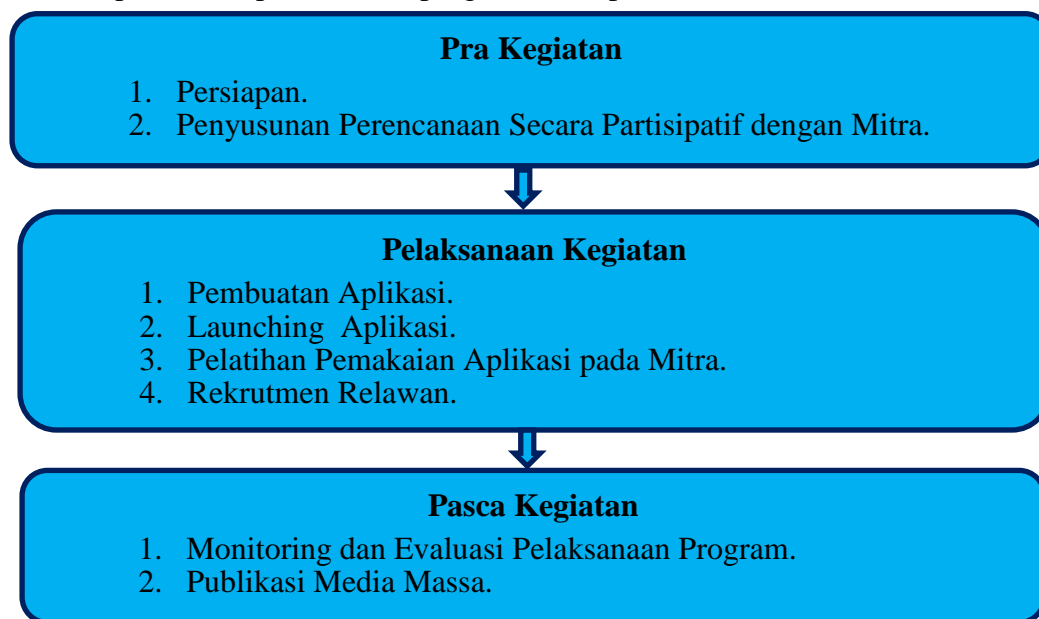 Pra Kegiatan
1. Persiapan.
2. Penyusunan Perencanaan Secara Partisipatif dengan Mitra.
Pelaksanaan Kegiatan
1. Pembuatan Aplikasi.
2. Launching Aplikasi.
3. Pelatihan Pemakaian Aplikasi pada Mitra.
4. Rekrutmen Relawan.
Pasca Kegiatan
1. Monitoring dan Evaluasi Pelaksanaan Program.
2. Publikasi Media Massa.